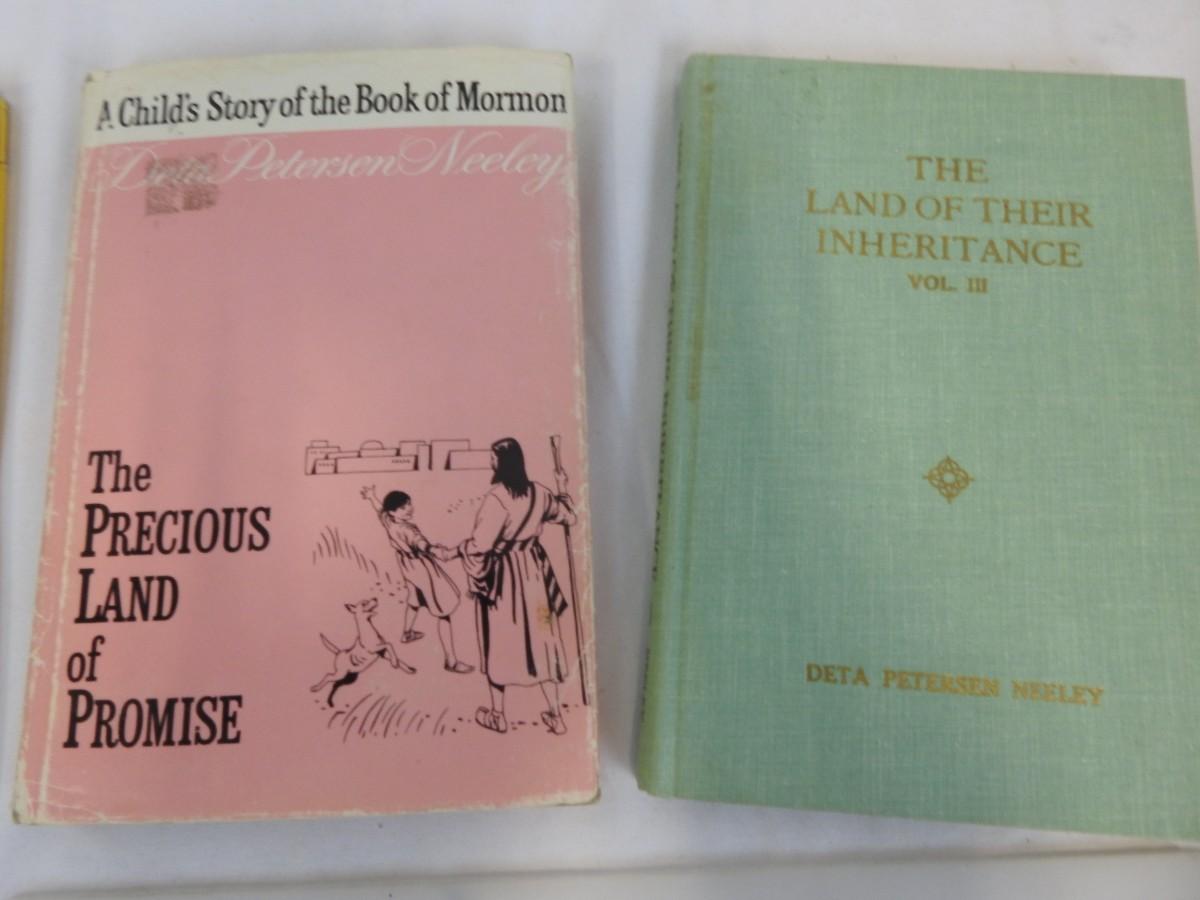 A Child's Story of the Book of Mormon
Deta Petersen Neeley
The
PRECIOUS
LAND
of
PROMISE
THE
LAND OF THEIR
INHERITANCE
VOL. III
DETA PETERSEN NEELEY